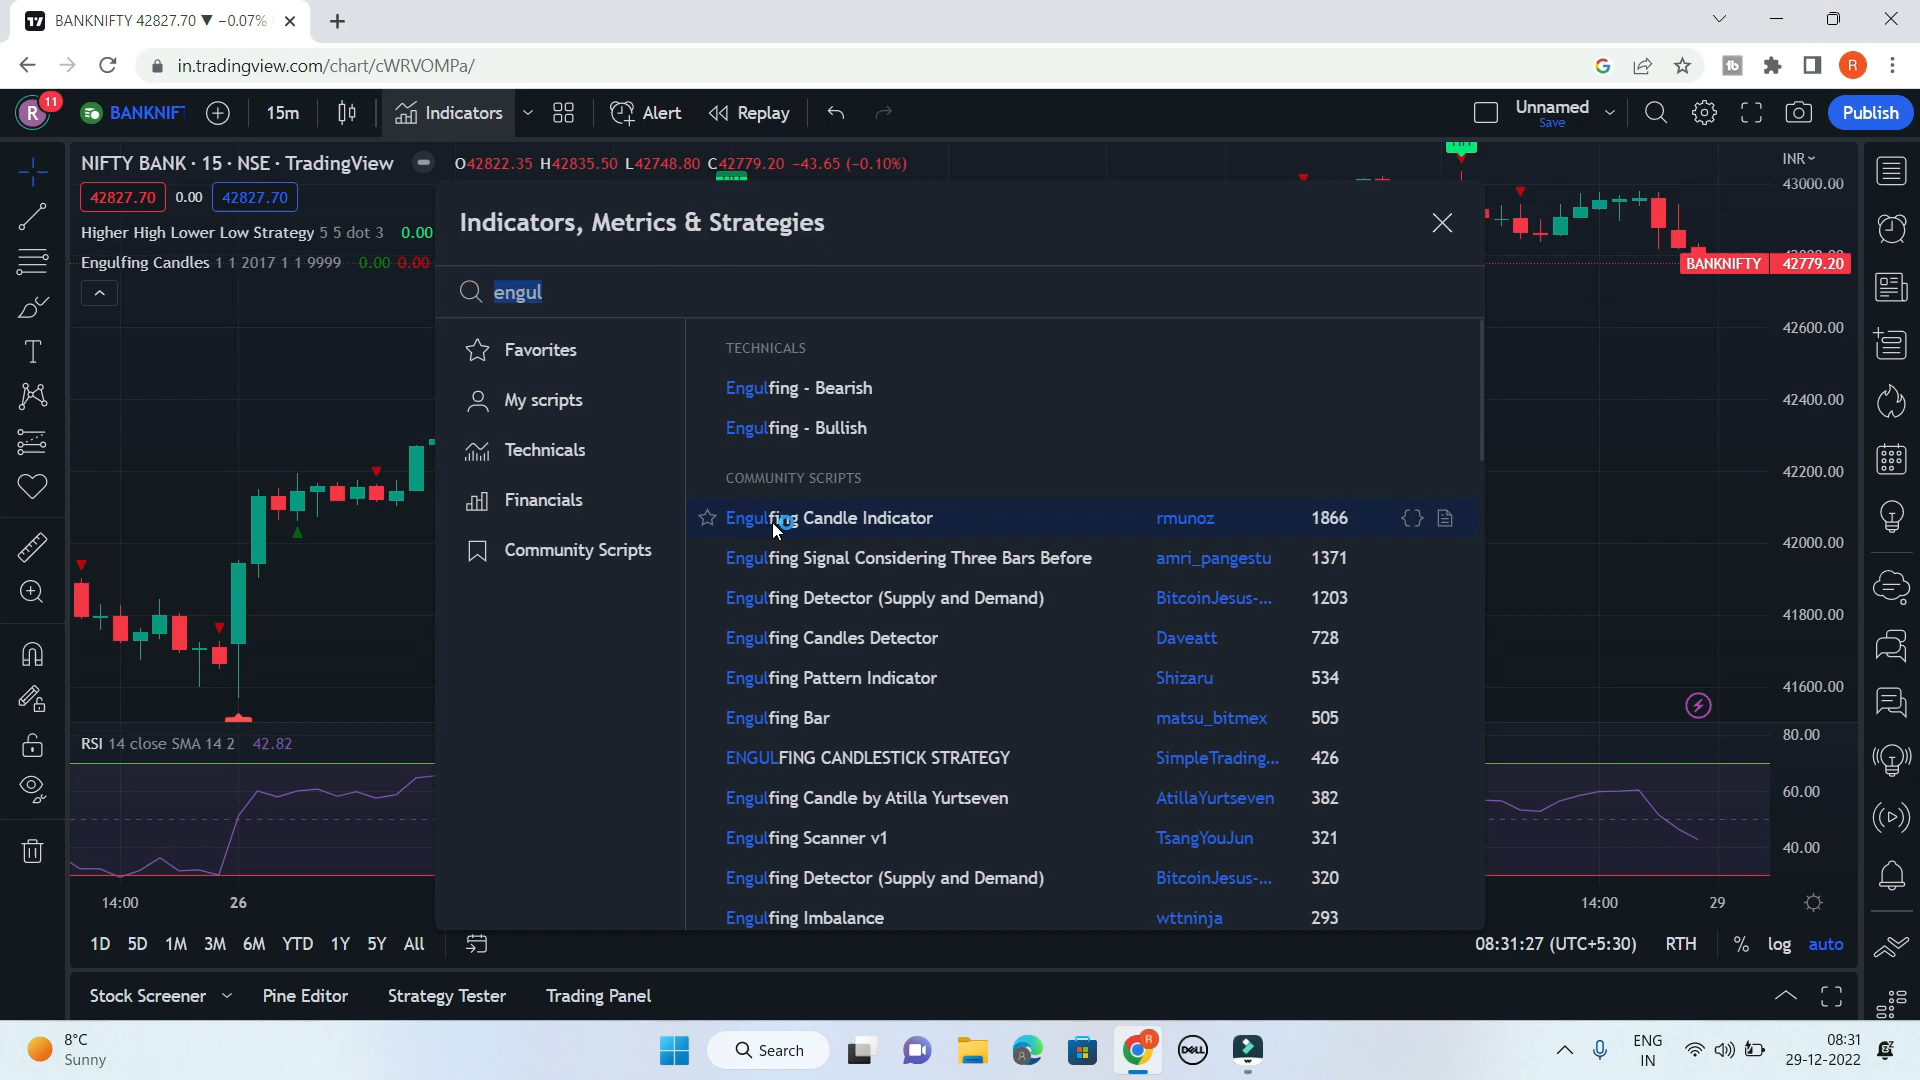 BANKNIFTY 42827.70 ▼ −0.07%
in.tradingview.com/chart/cWRVOMPa/
R
R 11 BANKNIF 15m Indicators Alert Replay Unnamed Save Publish
NIFTY BANK · 15 · NSE · TradingView O42822.35 H42835.50 L42748.80 C42779.20 −43.65 (−0.10%)
INR
42827.70 0.00 42827.70
Higher High Lower Low Strategy 5 5 dot 3 0.00
Engulfing Candles 1 1 2017 1 1 9999 0.00 0.00
Indicators, Metrics & Strategies
engul
Favorites
My scripts
Technicals
Financials
Community Scripts
TECHNICALS
Engulfing - Bearish
Engulfing - Bullish
COMMUNITY SCRIPTS
Engulfing Candle Indicator rmunoz 1866
Engulfing Signal Considering Three Bars Before amri_pangestu 1371
Engulfing Detector (Supply and Demand) BitcoinJesus-... 1203
Engulfing Candles Detector Daveatt 728
Engulfing Pattern Indicator Shizaru 534
Engulfing Bar matsu_bitmex 505
ENGULFING CANDLESTICK STRATEGY SimpleTrading... 426
Engulfing Candle by Atilla Yurtseven AtillaYurtseven 382
Engulfing Scanner v1 TsangYouJun 321
Engulfing Detector (Supply and Demand) BitcoinJesus-... 320
Engulfing Imbalance wttninja 293
43000.00
BANKNIFTY 42779.20
42600.00
42400.00
42200.00
42000.00
41800.00
41600.00
80.00
60.00
40.00
RSI 14 close SMA 14 2 42.82
14:00 26 14:00 29
1D 5D 1M 3M 6M YTD 1Y 5Y All 08:31:27 (UTC+5:30) RTH % log auto
Stock Screener Pine Editor Strategy Tester Trading Panel
8°C
Sunny
Search
R
DELL
ENG
IN
08:31
29-12-2022